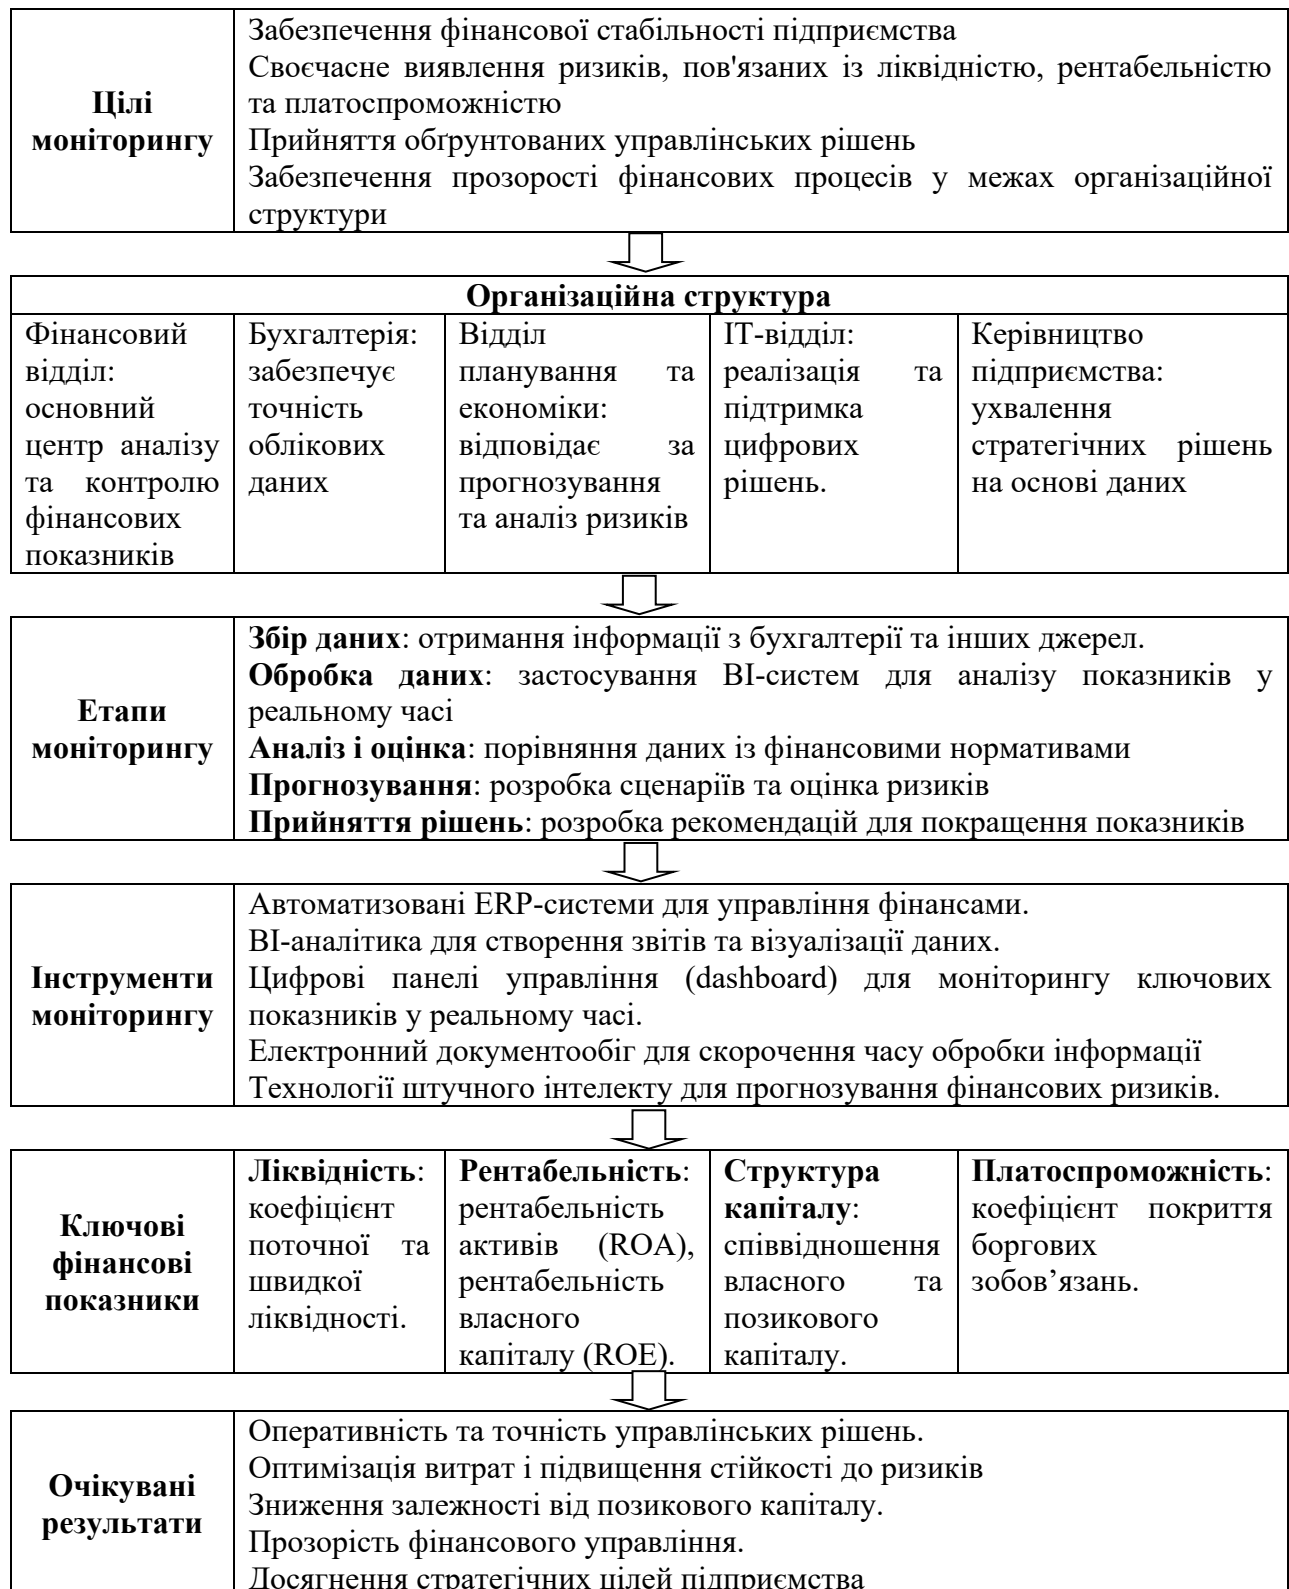 Цілі
моніторингу
Забезпечення фінансової стабільності підприємства
Своєчасне виявлення ризиків, пов'язаних із ліквідністю, рентабельністю
та платоспроможністю
Прийняття обґрунтованих управлінських рішень
Забезпечення прозорості фінансових процесів у межах організаційної
структури
Організаційна структура
Фінансовий
відділ:
основний
центр аналізу
та контролю
фінансових
показників
Бухгалтерія:
забезпечує
точність
облікових
даних
Відділ
планування та
економіки:
відповідає за
прогнозування
та аналіз ризиків
ІТ-відділ:
реалізація та
підтримка
цифрових
рішень.
Керівництво
підприємства:
ухвалення
стратегічних рішень
на основі даних
Етапи
моніторингу
Збір даних: отримання інформації з бухгалтерії та інших джерел.
Обробка даних: застосування BI-систем для аналізу показників у
реальному часі
Аналіз і оцінка: порівняння даних із фінансовими нормативами
Прогнозування: розробка сценаріїв та оцінка ризиків
Прийняття рішень: розробка рекомендацій для покращення показників
Інструменти
моніторингу
Автоматизовані ERP-системи для управління фінансами.
BI-аналітика для створення звітів та візуалізації даних.
Цифрові панелі управління (dashboard) для моніторингу ключових
показників у реальному часі.
Електронний документообіг для скорочення часу обробки інформації
Технології штучного інтелекту для прогнозування фінансових ризиків.
Ключові
фінансові
показники
Ліквідність:
коефіцієнт
поточної та
швидкої
ліквідності.
Рентабельність:
рентабельність
активів (ROA),
рентабельність
власного
капіталу (ROE).
Структура
капіталу:
співвідношення
власного та
позикового
капіталу.
Платоспроможність:
коефіцієнт покриття
боргових
зобов’язань.
Очікувані
результати
Оперативність та точність управлінських рішень.
Оптимізація витрат і підвищення стійкості до ризиків
Зниження залежності від позикового капіталу.
Прозорість фінансового управління.
Досягнення стратегічних цілей підприємства